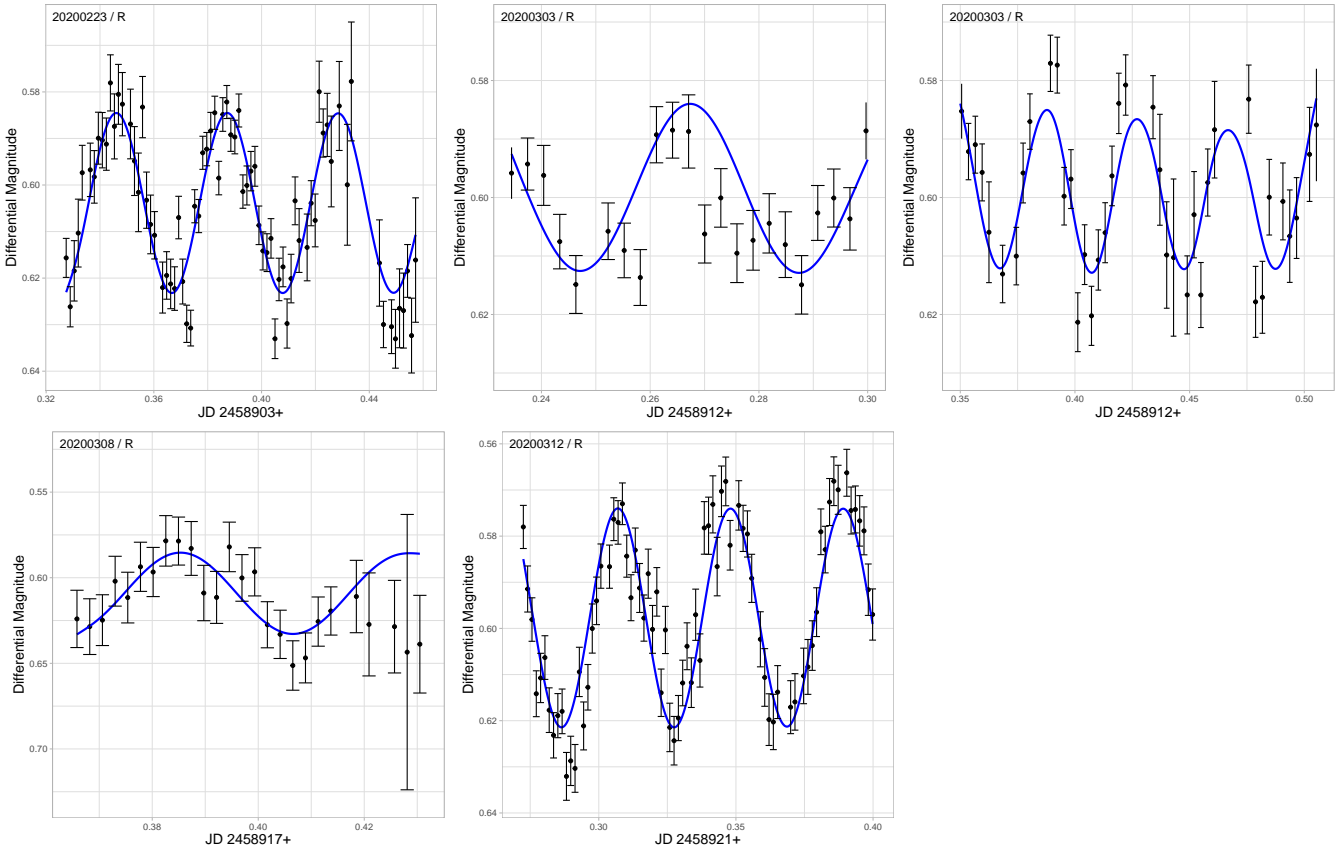 20200223 / R
Differential Magnitude
0.58
0.60
0.62
0.64
0.32
0.36
0.40
0.44
JD 2458903+
20200303 / R
Differential Magnitude
0.58
0.60
0.62
0.24
0.26
0.28
0.30
JD 2458912+
20200303 / R
Differential Magnitude
0.58
0.60
0.62
0.35
0.40
0.45
0.50
JD 2458912+
20200308 / R
Differential Magnitude
0.55
0.60
0.65
0.70
0.38
0.40
0.42
JD 2458917+
20200312 / R
Differential Magnitude
0.56
0.58
0.60
0.62
0.64
0.30
0.35
0.40
JD 2458921+